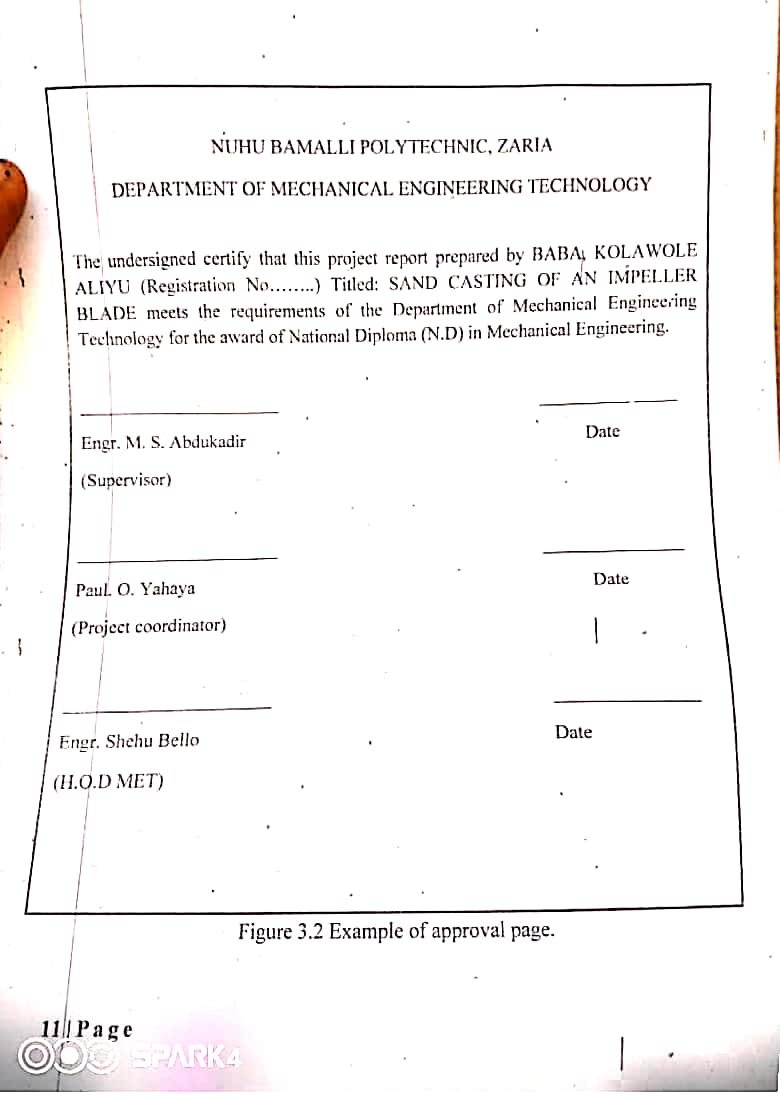 NUHU BAMALLI POLYTECHNIC, ZARIA
DEPARTMENT OF MECHANICAL ENGINEERING TECHNOLOGY
The undersigned certify that this project report prepared by BABA, KOLAWOLE
ALIYU (Registration No........) Titled: SAND CASTING OF AN IMPELLER
BLADE meets the requirements of the Department of Mechanical Engineering
Technology for the award of National Diploma (N.D) in Mechanical Engineering.
Engr. M. S. Abdukadir
Date
(Supervisor)
Paul. O. Yahaya
Date
(Project coordinator)
Engr. Shehu Bello
Date
(H.O.D MET)
Figure 3.2 Example of approval page.
11|Page
SPARK4